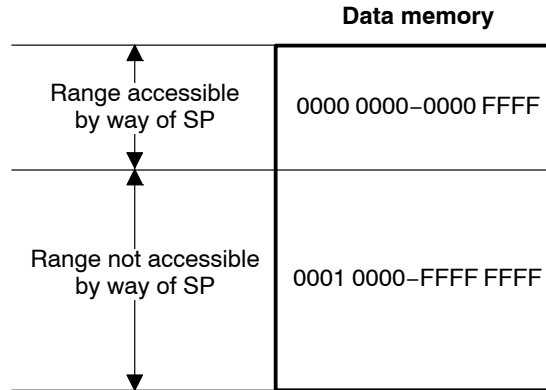 Data memory
Range accessible
by way of SP
0000 0000−0000 FFFF
Range not accessible
by way of SP
0001 0000−FFFF FFFF